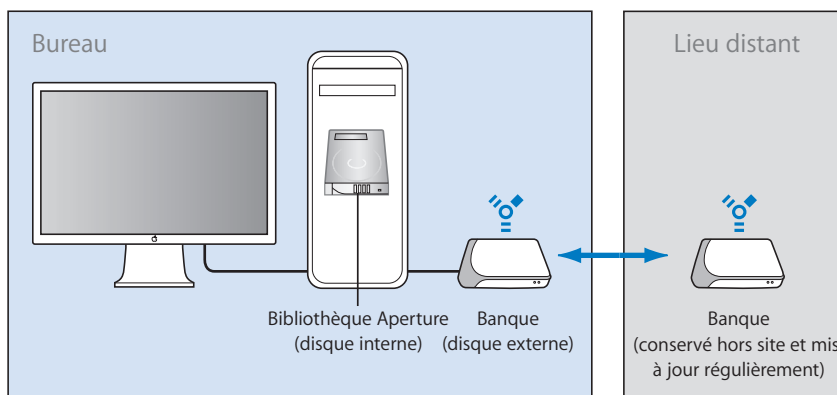 Bureau
Lieu distant
Bibliothèque Aperture
(disque interne)
Banque
(disque externe)
Banque
(conservé hors site et mis
à jour régulièrement)